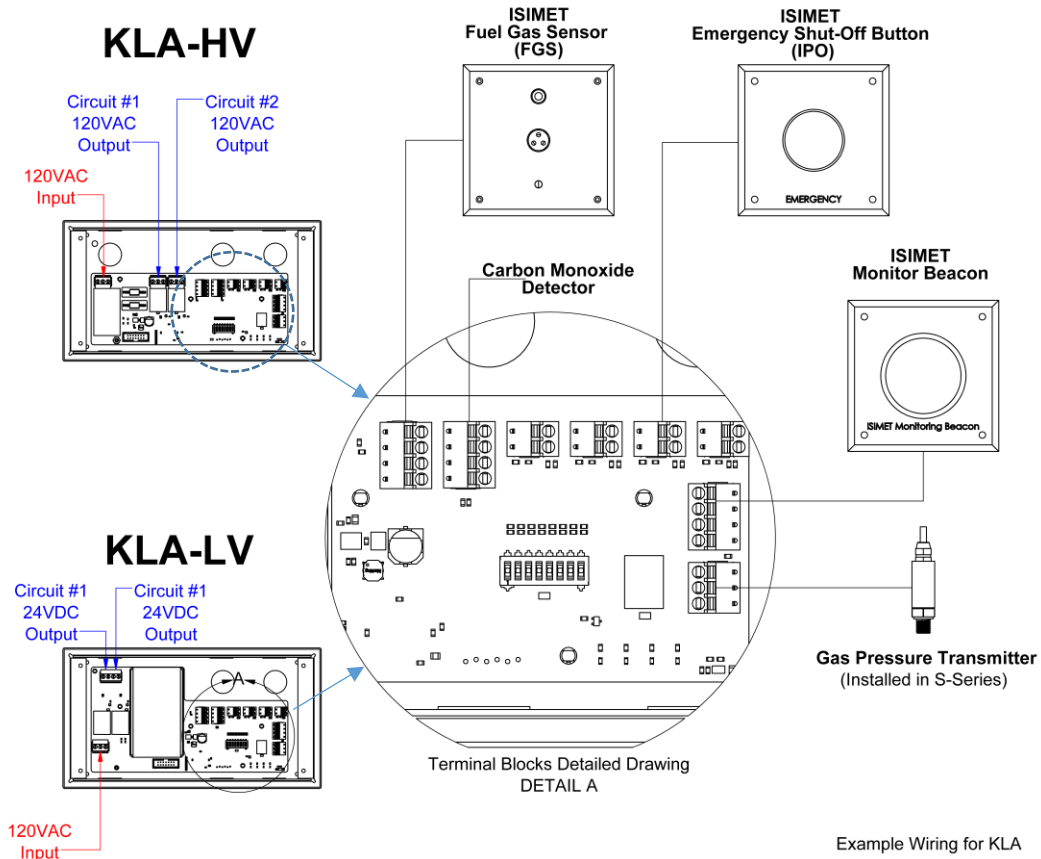 KLA-HV
Circuit #1
120VAC
Output
Circuit #2
120VAC
Output
120VAC
Input
ISIMET
Fuel Gas Sensor
(FGS)
ISIMET
Emergency Shut-Off Button
(IPO)
EMERGENCY
Carbon Monoxide
Detector
ISIMET
Monitor Beacon
ISIMET Monitoring Beacon
KLA-LV
Circuit #1
24VDC
Output
Circuit #1
24VDC
Output
A
120VAC
Input
Gas Pressure Transmitter
(Installed in S-Series)
Terminal Blocks Detailed Drawing
DETAIL A
Example Wiring for KLA